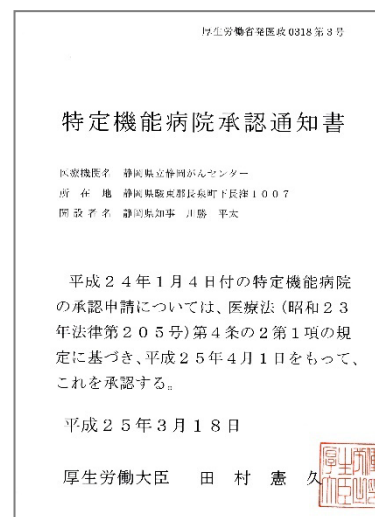 厚生労働省発医政0318第3号
特定機能病院承認通知書
医療機関名 静岡県立静岡がんセンター
所在地 静岡県駿東郡長泉町下長窪1007
開設者名 静岡県知事 川勝 平太
平成24年1月4日付の特定機能病院
の承認申請については、医療法(昭和23
年法律第205号)第4条の2第1項の規
定に基づき、平成25年4月1日をもって、
これを承認する。
平成25年3月18日
厚生労働大臣 田村憲久